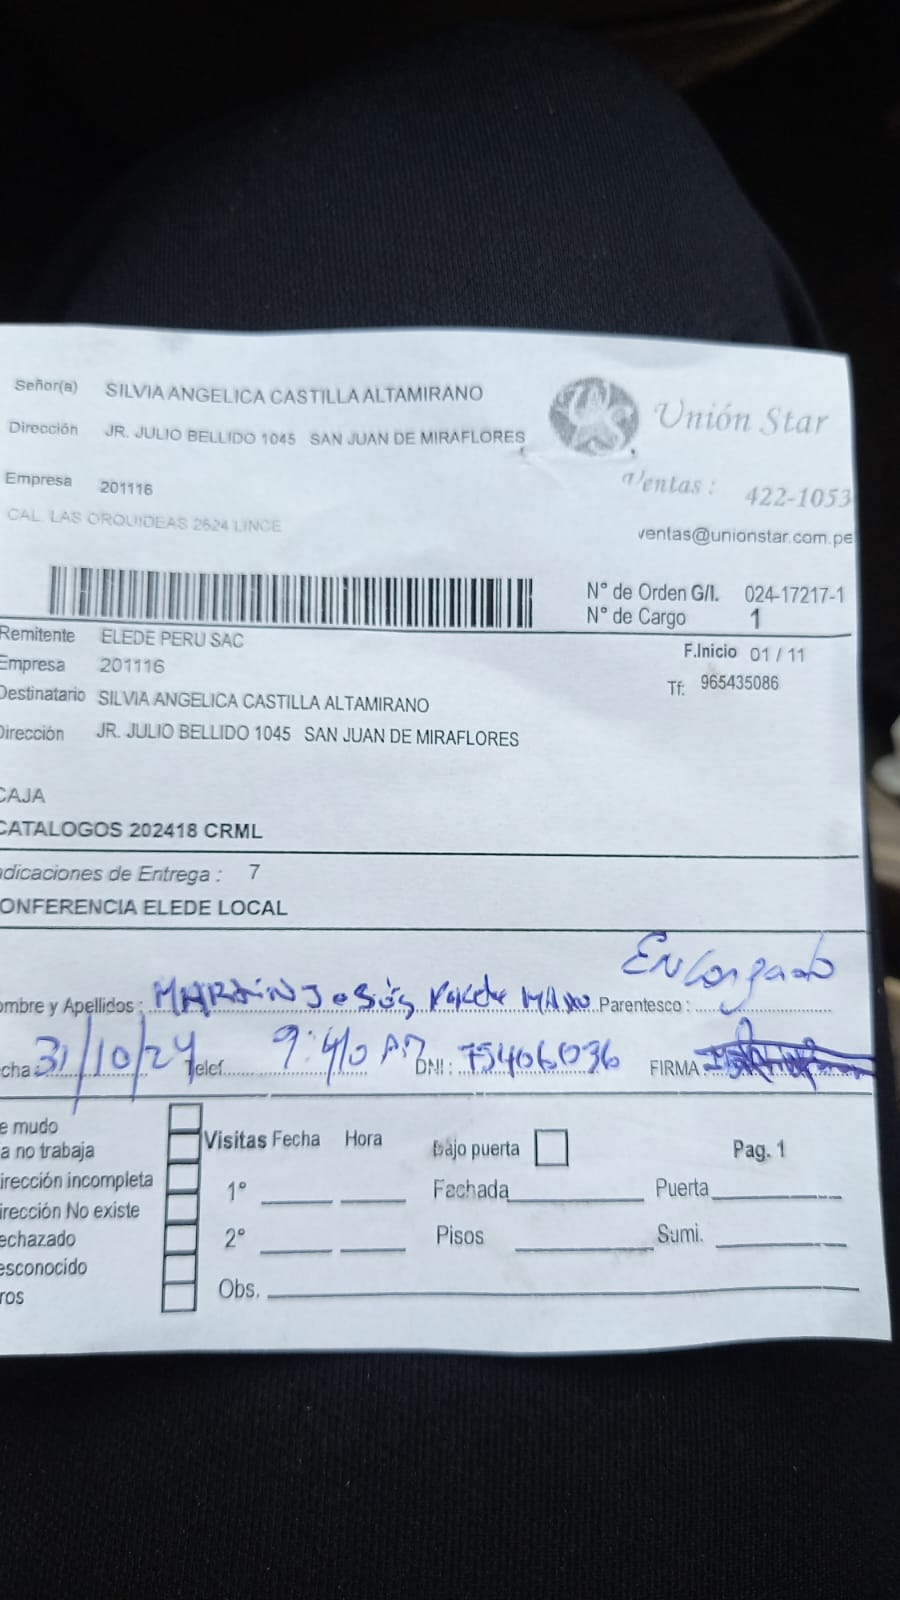 Señor(a) SILVIA ANGELICA CASTILLA ALTAMIRANO
Dirección JR. JULIO BELLIDO 1045 SAN JUAN DE MIRAFLORES
Unión Star
Empresa 201116
Ventas : 422-1053
CAL. LAS ORQUIDEAS 2624 LINCE
ventas@unionstar.com.pe
N° de Orden G/I. 024-17217-1
N° de Cargo 1
Remitente ELEDE PERU SAC
F.Inicio 01 / 11
Empresa 201116
Tf: 965435086
Destinatario SILVIA ANGELICA CASTILLA ALTAMIRANO
Dirección JR. JULIO BELLIDO 1045 SAN JUAN DE MIRAFLORES
CAJA
CATALOGOS 202418 CRML
dicaciones de Entrega : 7
ONFERENCIA ELEDE LOCAL
Encargado
ombre y Apellidos : MARTIN JESÚS Parentesco :
cha 31/10/24 Telef. 9:40 AM DNI : 75406036 FIRMA
e mudo
a no trabaja
irección incompleta
irección No existe
echazado
esconocido
ros
Visitas Fecha Hora bajo puerta Pag. 1
1° Fachada Puerta
2° Pisos Sumi.
Obs.